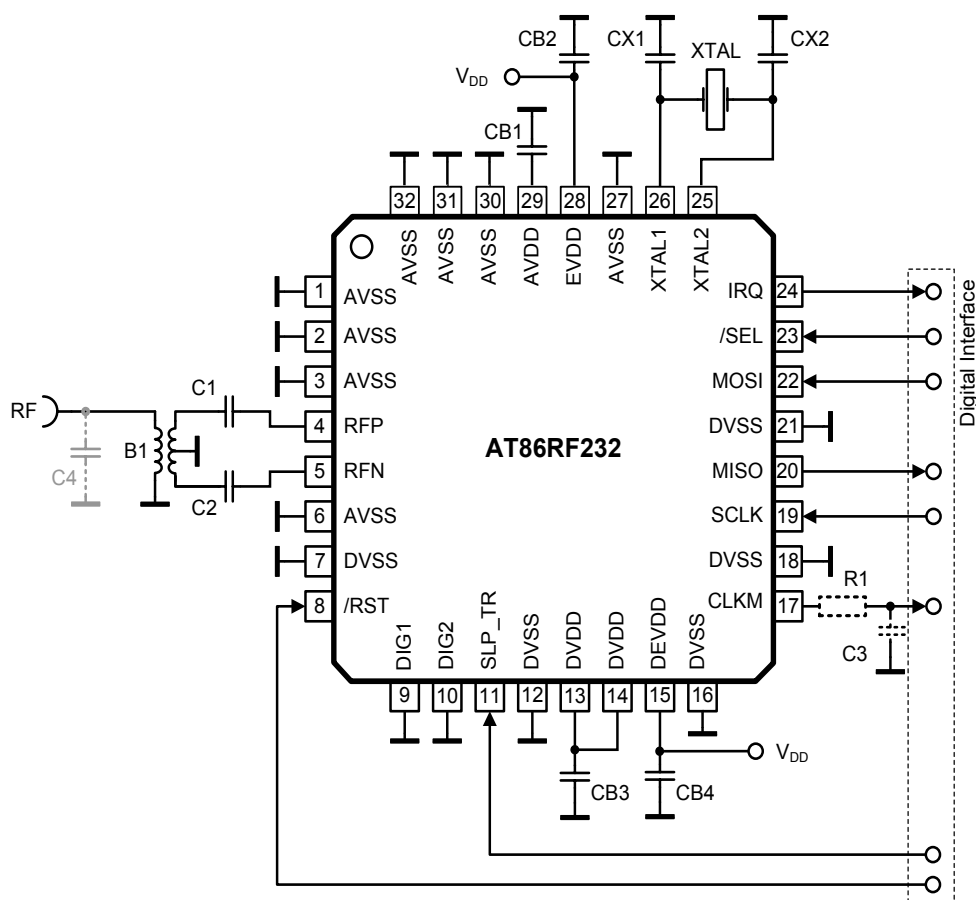 CB2
CX1
XTAL
CX2
V_DD
CB1
32
31
30
29
28
27
26
25
AVSS
AVSS
AVSS
AVDD
EVDD
AVSS
XTAL1
XTAL2
1
AVSS
2
AVSS
3
AVSS
4
RFP
5
RFN
6
AVSS
7
DVSS
8
/RST
RF
C1
B1
C4
C2
AT86RF232
IRQ
24
/SEL
23
MOSI
22
DVSS
21
MISO
20
SCLK
19
DVSS
18
CLKM
17
R1
C3
Digital Interface
DIG1
DIG2
SLP_TR
DVSS
DVDD
DVDD
DEVDD
DVSS
9
10
11
12
13
14
15
16
V_DD
CB3
CB4